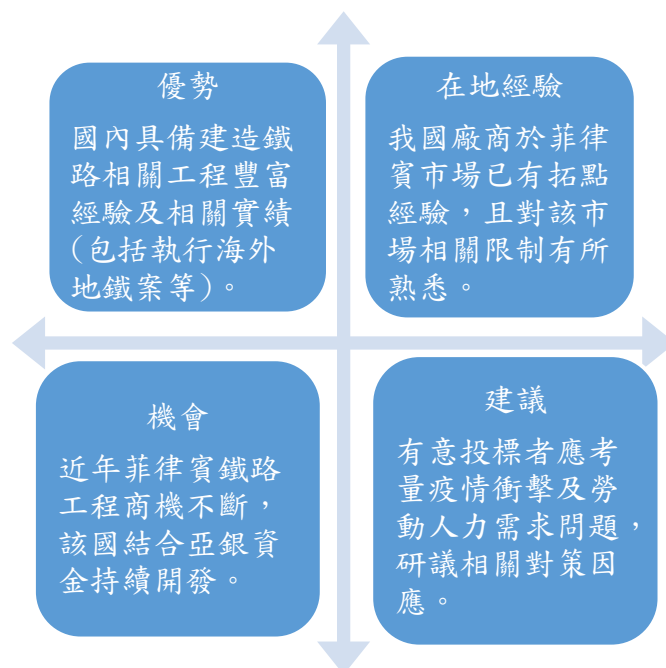 優勢
國內具備建造鐵
路相關工程豐富
經驗及相關實績
(包括執行海外
地鐵案等)。
在地經驗
我國廠商於菲律
賓市場已有拓點
經驗，且對該市
場相關限制有所
熟悉。
機會
近年菲律賓鐵路
工程商機不斷，
該國結合亞銀資
金持續開發。
建議
有意投標者應考
量疫情衝擊及勞
動人力需求問題，
研議相關對策因
應。